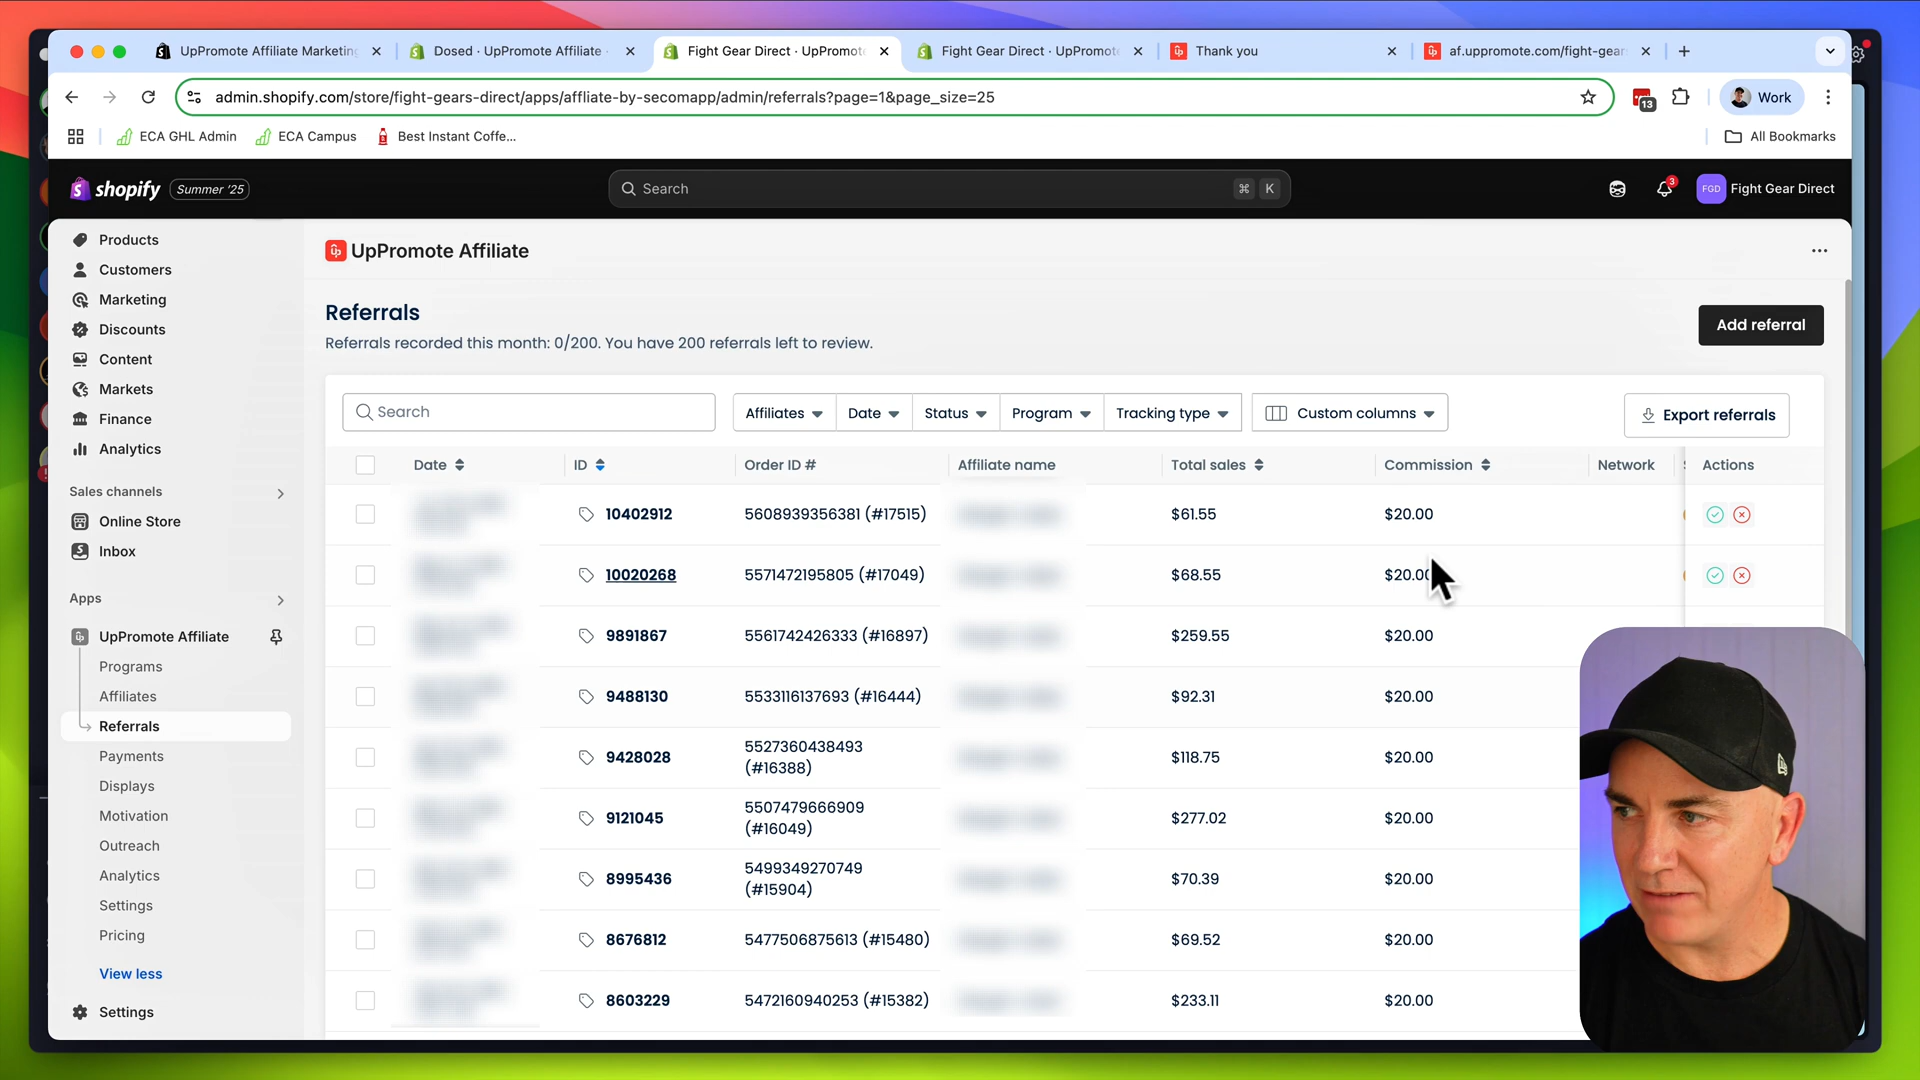 UpPromote Affiliate Marketing
Dosed · UpPromote Affiliate ·
Fight Gear Direct · UpPromote
Fight Gear Direct · UpPromote
Thank you
af.uppromote.com/fight-gear
admin.shopify.com/store/fight-gears-direct/apps/affliate-by-secomapp/admin/referrals?page=1&page_size=25
13
Work
ECA GHL Admin
ECA Campus
Best Instant Coffe...
All Bookmarks
shopify
Summer '25
Search
⌘ K
3
FGD
Fight Gear Direct
Products
Customers
Marketing
Discounts
Content
Markets
Finance
Analytics
Sales channels
Online Store
Inbox
Apps
UpPromote Affiliate
Programs
Affiliates
Referrals
Payments
Displays
Motivation
Outreach
Analytics
Settings
Pricing
View less
Settings
UpPromote Affiliate
Referrals
Referrals recorded this month: 0/200. You have 200 referrals left to review.
Add referral
Search
Affiliates
Date
Status
Program
Tracking type
Custom columns
Export referrals
Date ID Order ID # Affiliate name Total sales Commission Network Actions
10402912 5608939356381 (#17515) $61.55 $20.00
10020268 5571472195805 (#17049) $68.55 $20.00
9891867 5561742426333 (#16897) $259.55 $20.00
9488130 5533116137693 (#16444) $92.31 $20.00
9428028 5527360438493 (#16388) $118.75 $20.00
9121045 5507479666909 (#16049) $277.02 $20.00
8995436 5499349270749 (#15904) $70.39 $20.00
8676812 5477506875613 (#15480) $69.52 $20.00
8603229 5472160940253 (#15382) $233.11 $20.00